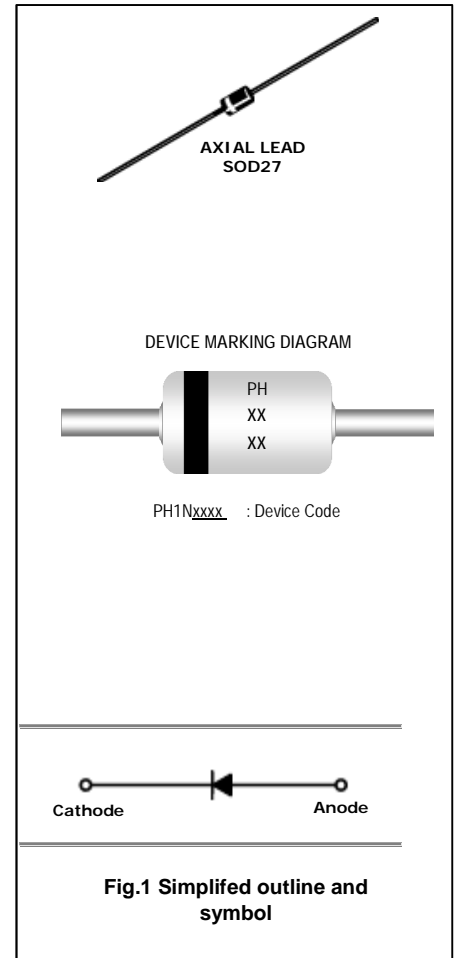 AXIAL LEAD
SOD27
DEVICE MARKING DIAGRAM
PH
XX
XX
PH1Nxxxx : Device Code
Cathode Anode
Fig.1 Simplifed outline and
symbol